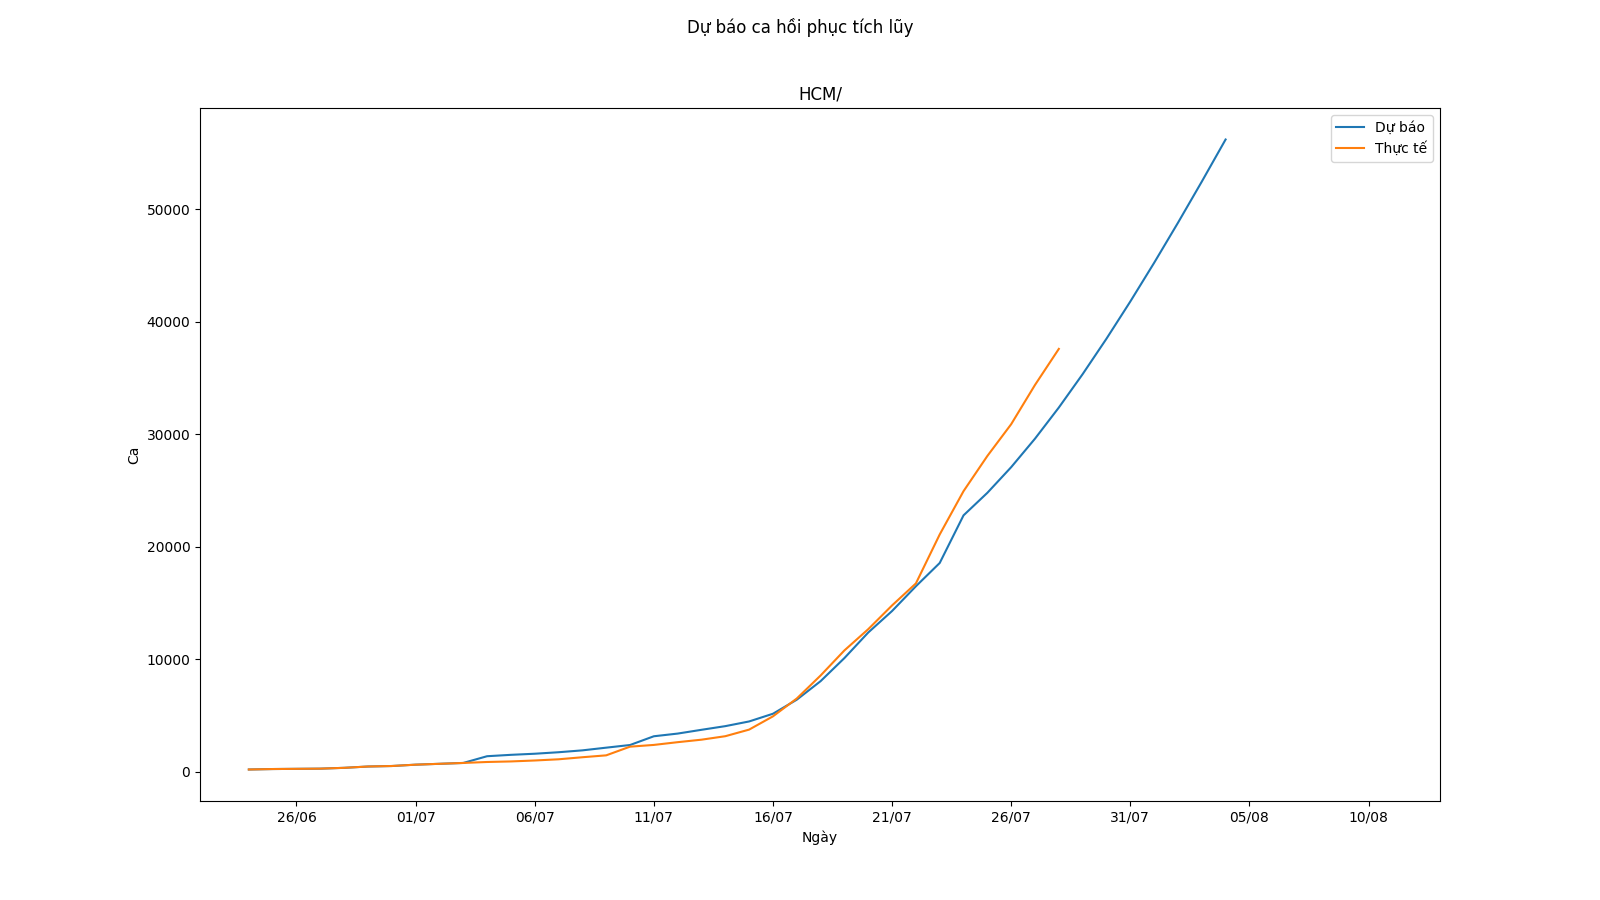 Dự báo ca hồi phục tích lũy
HCM/
Dự báo
Thực tế
50000
40000
30000
20000
10000
0
Ca
26/06 01/07 06/07 11/07 16/07 21/07 26/07 31/07 05/08 10/08
Ngày